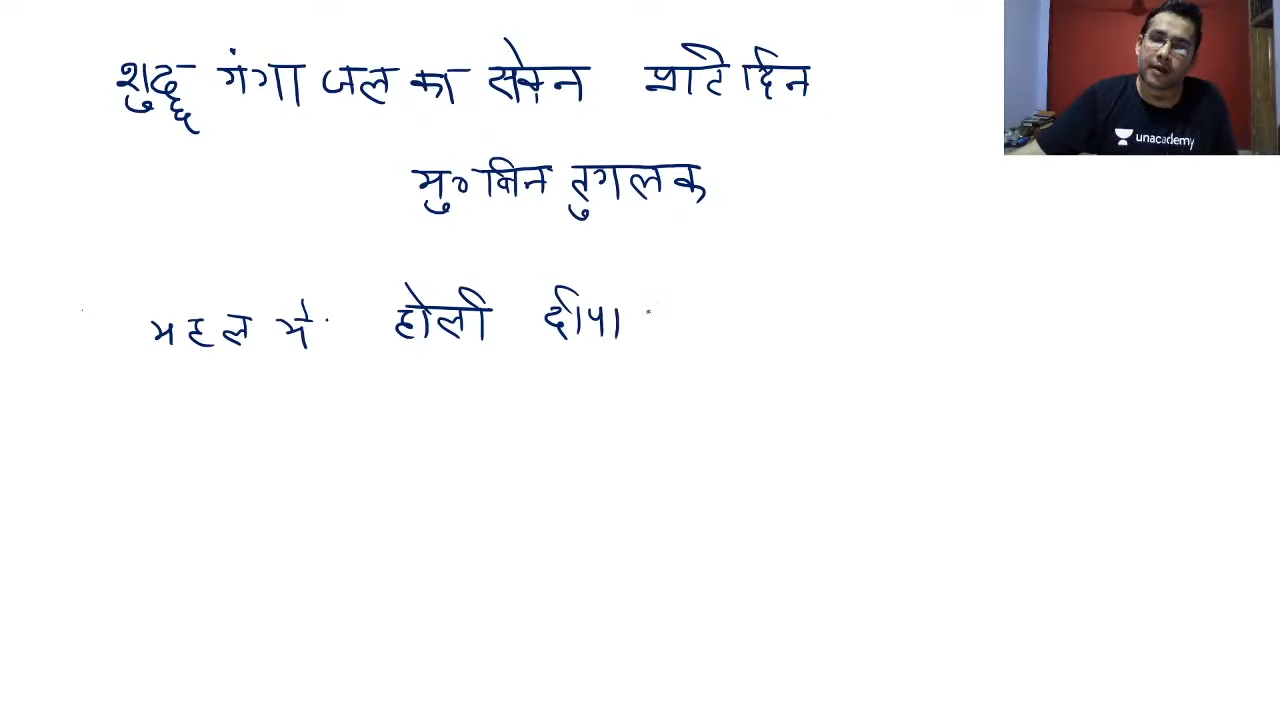 शुद्ध गंगा जल का सेवन प्रतिदिन
unacademy
मु० बिन तुगलक
महल में होली दीपा